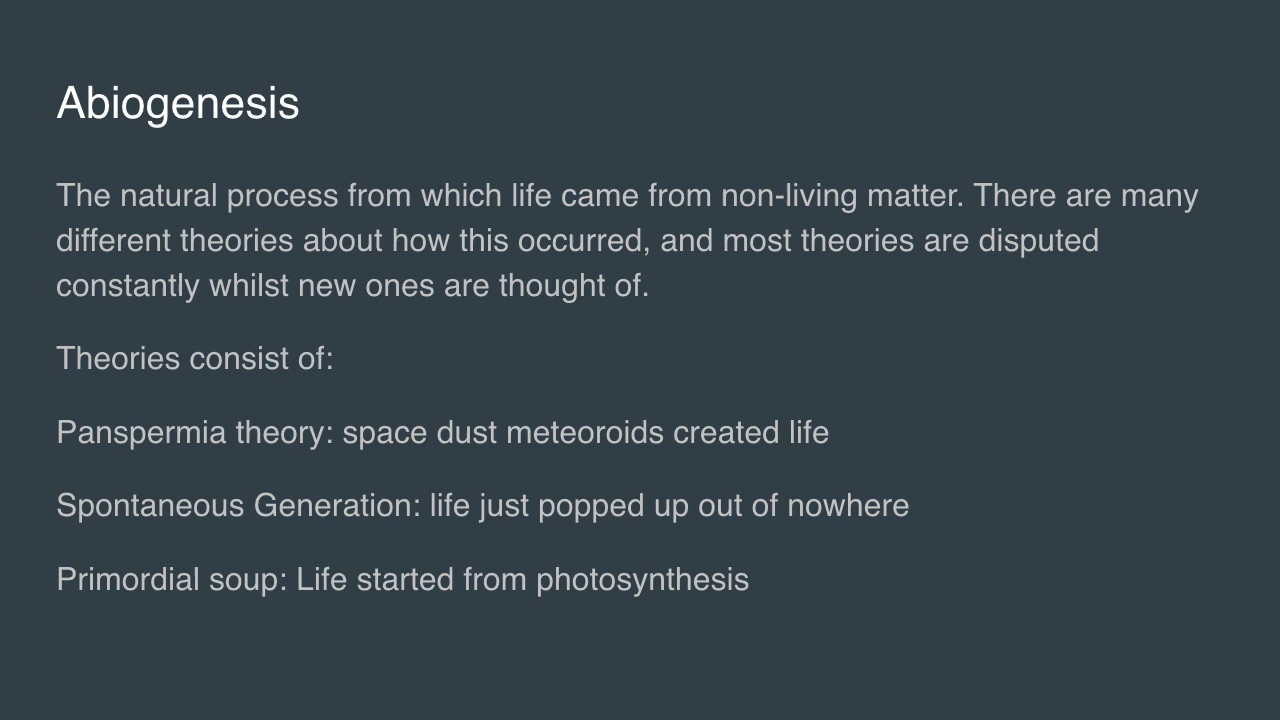 Abiogenesis
The natural process from which life came from non-living matter. There are many
different theories about how this occurred, and most theories are disputed
constantly whilst new ones are thought of.
Theories consist of:
Panspermia theory: space dust meteoroids created life
Spontaneous Generation: life just popped up out of nowhere
Primordial soup: Life started from photosynthesis